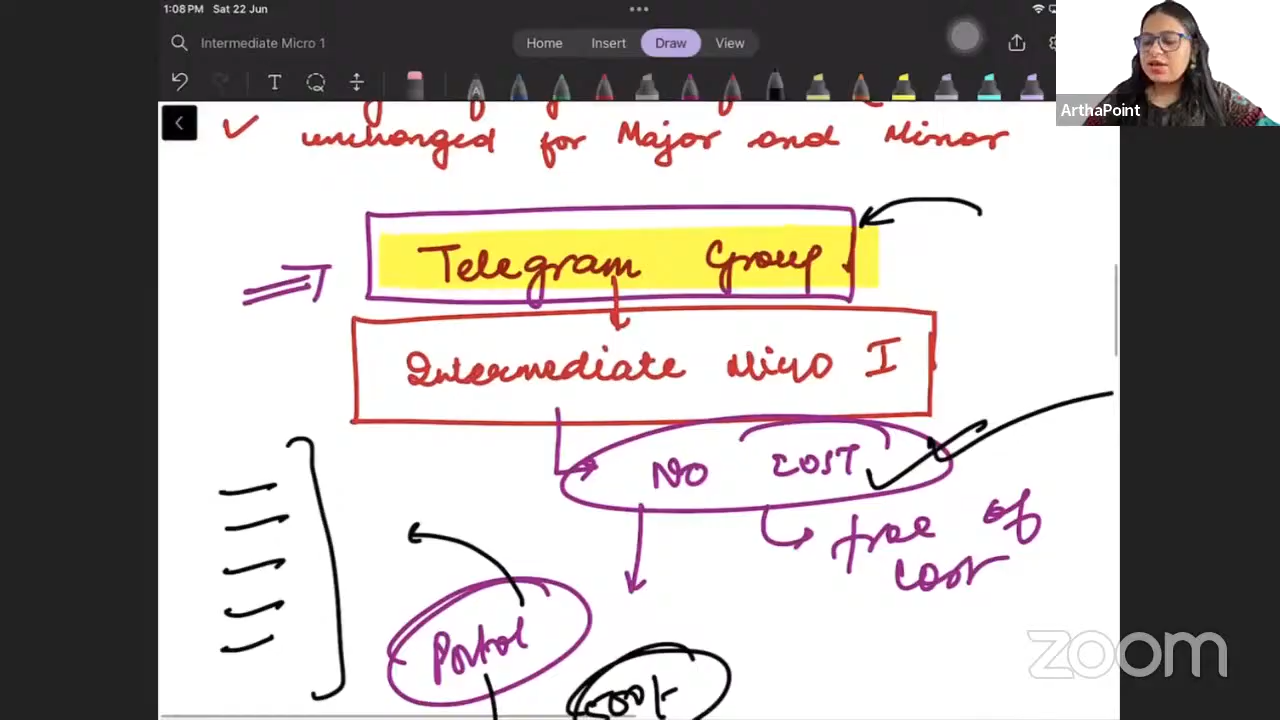 1:08 PM Sat 22 Jun
Intermediate Micro 1
Home Insert Draw View
ArthaPoint
unchanged for Major and Minor
Telegram Group
Intermediate Micro I
NO COST
free of
cost
Portal
zoom